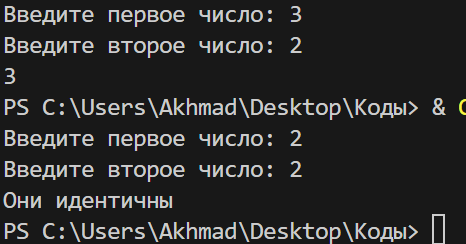 Введите первое число: 3
Введите второе число: 2
3
PS C:\Users\Akhmad\Desktop\Коды> &
Введите первое число: 2
Введите второе число: 2
Они идентичны
PS C:\Users\Akhmad\Desktop\Коды>